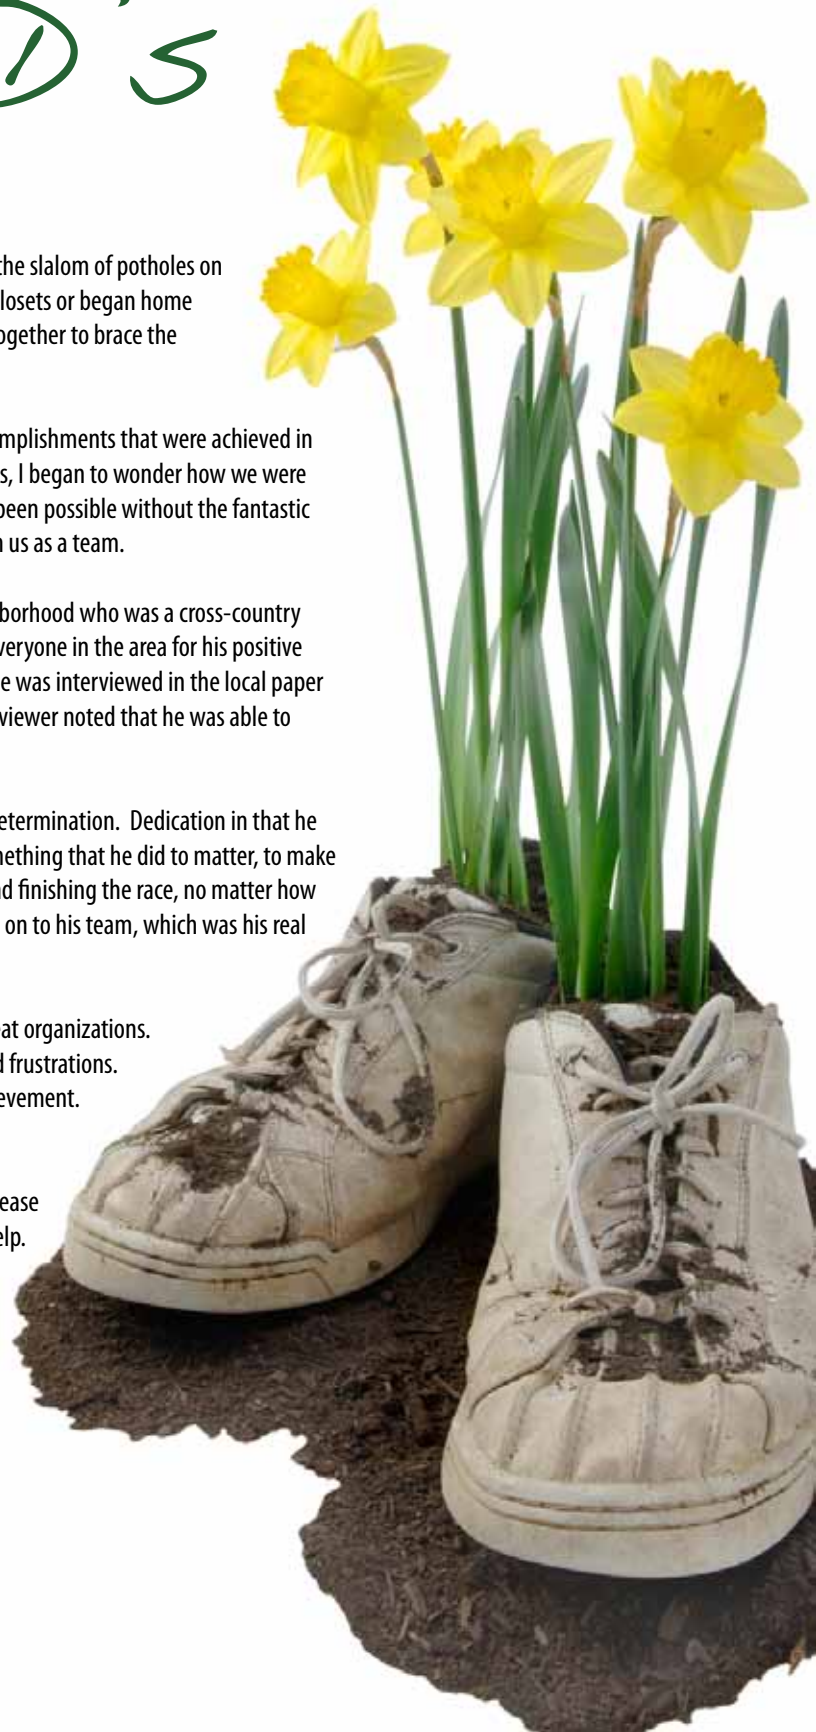 D's
the slalom of potholes on
losets or began home
ogether to brace the
mplishments that were achieved in
s, I began to wonder how we were
been possible without the fantastic
us as a team.
borhood who was a cross-country
veryone in the area for his positive
e was interviewed in the local paper
viewer noted that he was able to
etermination. Dedication in that he
mething that he did to matter, to make
d finishing the race, no matter how
on to his team, which was his real
eat organizations.
d frustrations.
evement.
ease
elp.